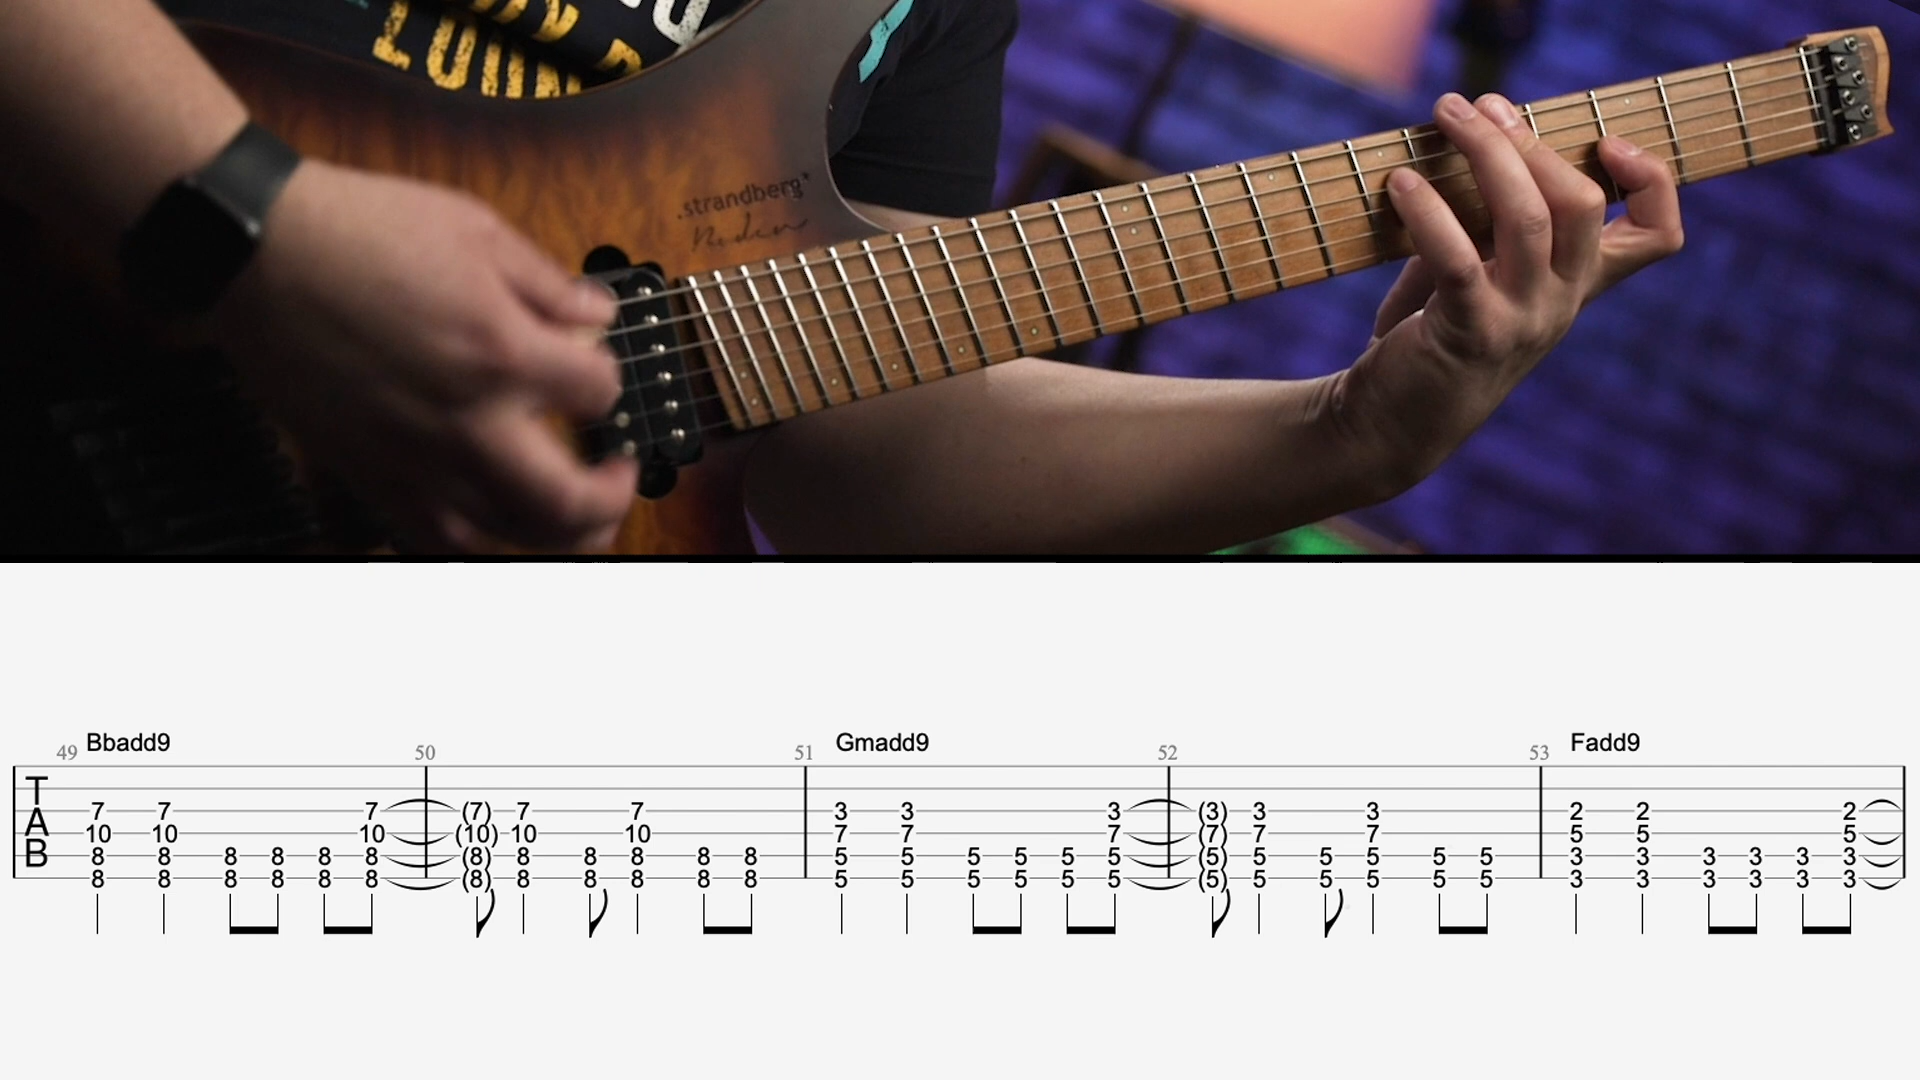 .strandberg*
49 Bbadd9 50 51 Gmadd9 52 53 Fadd9
T
A
B
7 7 7 (7) 7 7 3 3 3 (3) 3 3 2 2 2
10 10 10 (10) 10 10 7 7 7 (7) 7 7 5 5 5
8 8 8 8 8 8 (8) 8 8 8 8 8 5 5 5 5 5 5 (5) 5 5 5 5 5 3 3 3 3 3 3
8 8 8 8 8 8 (8) 8 8 8 8 8 5 5 5 5 5 5 (5) 5 5 5 5 5 3 3 3 3 3 3